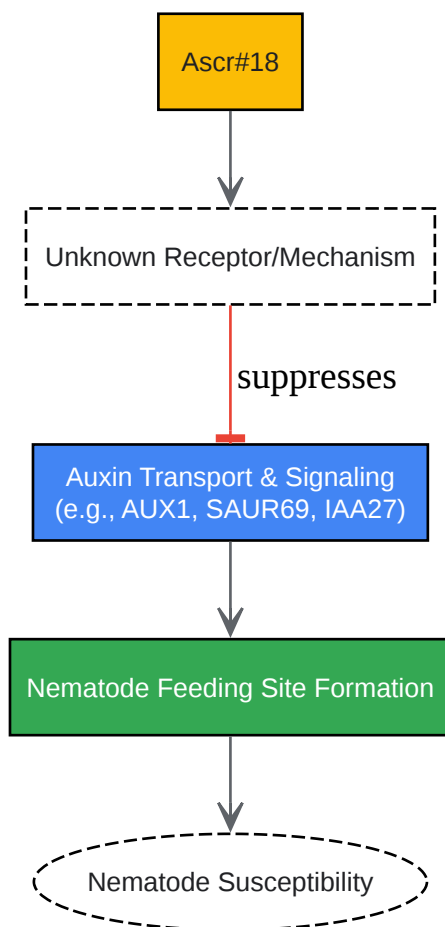 Ascr#18
Unknown Receptor/Mechanism
suppresses
Auxin Transport & Signaling
(e.g., AUX1, SAUR69, IAA27)
Nematode Feeding Site Formation
Nematode Susceptibility